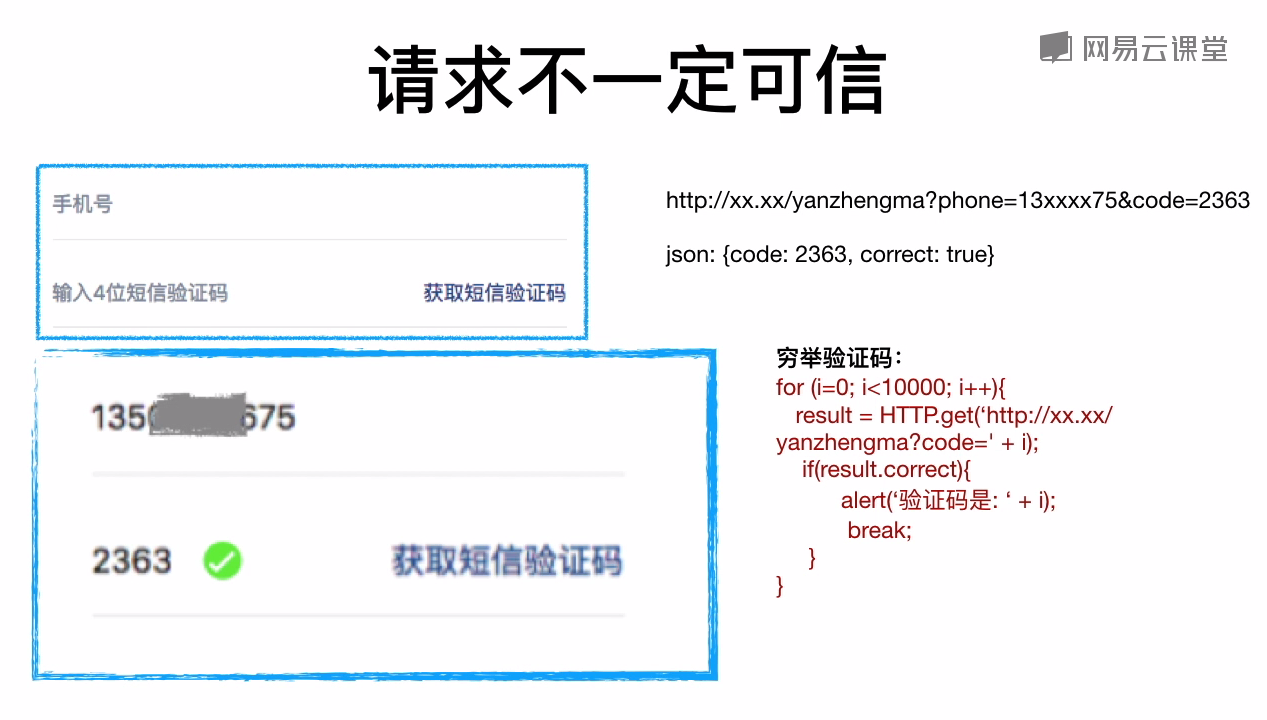 请求不一定可信
网易云课堂
手机号
输入4位短信验证码 获取短信验证码
http://xx.xx/yanzhengma?phone=13xxxx75&code=2363
json: {code: 2363, correct: true}
135 675
2363 获取短信验证码
穷举验证码：
for (i=0; i<10000; i++){
result = HTTP.get(‘http://xx.xx/
yanzhengma?code=' + i);
if(result.correct){
alert(‘验证码是: ‘ + i);
break;
}
}